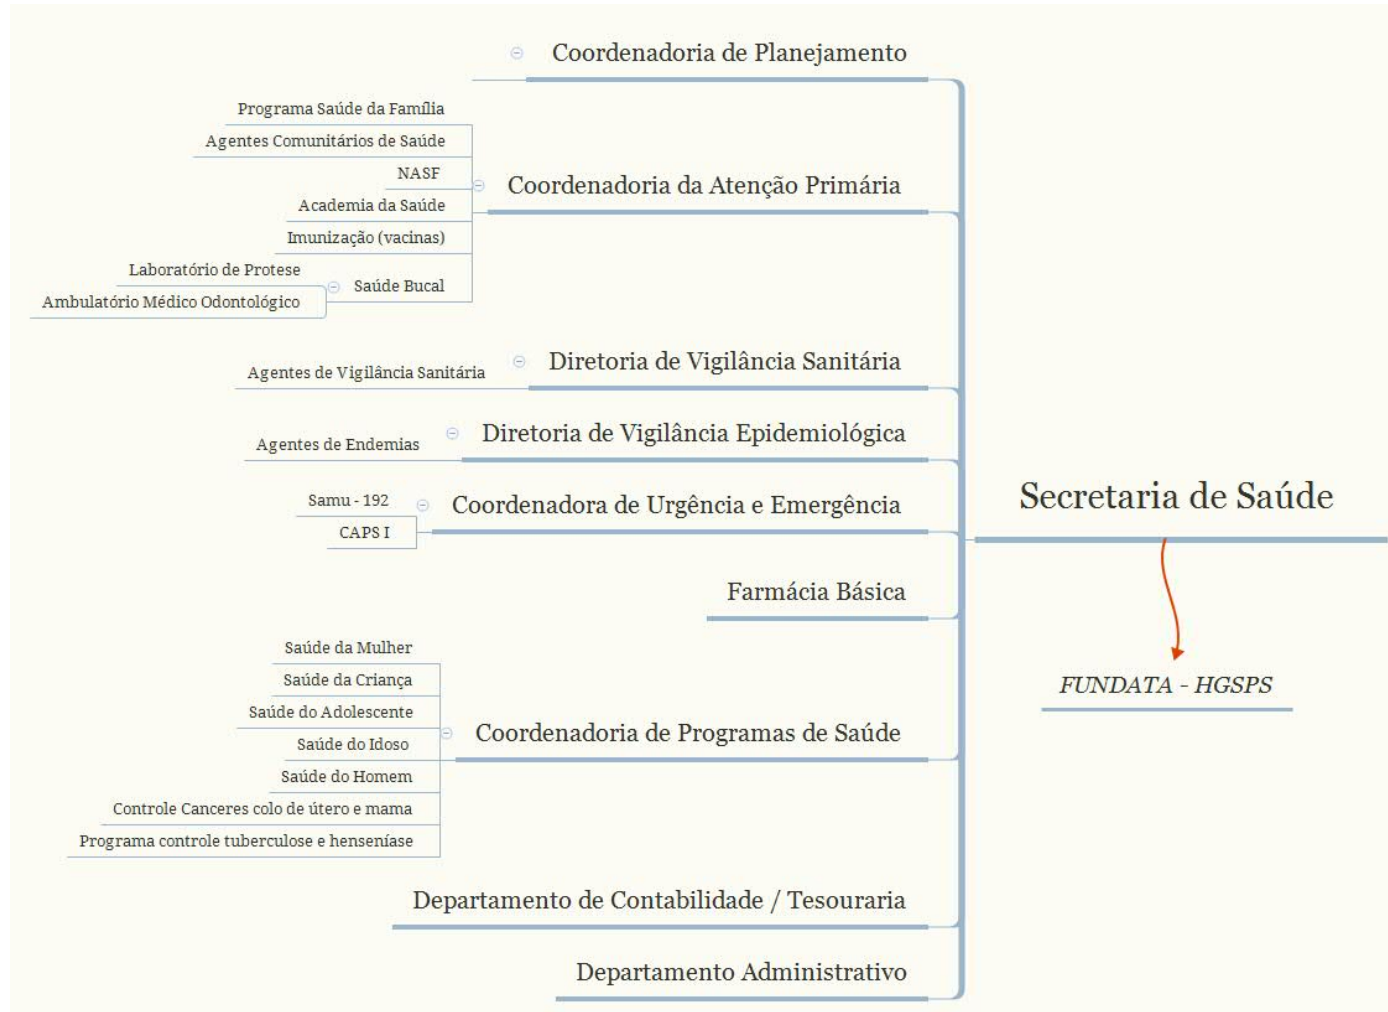 Coordenadoria de Planejamento
Programa Saúde da Família
Agentes Comunitários de Saúde
NASF
Coordenadoria da Atenção Primária
Academia da Saúde
Imunização (vacinas)
Laboratório de Protese
Saúde Bucal
Ambulatório Médico Odontológico
Diretoria de Vigilância Sanitária
Agentes de Vigilância Sanitária
Diretoria de Vigilância Epidemiológica
Agentes de Endemias
Samu - 192
Coordenadora de Urgência e Emergência
CAPS I
Secretaria de Saúde
Farmácia Básica
FUNDATA - HGSPS
Saúde da Mulher
Saúde da Criança
Saúde do Adolescente
Coordenadoria de Programas de Saúde
Saúde do Idoso
Saúde do Homem
Controle Canceres colo de útero e mama
Programa controle tuberculose e henseníase
Departamento de Contabilidade / Tesouraria
Departamento Administrativo